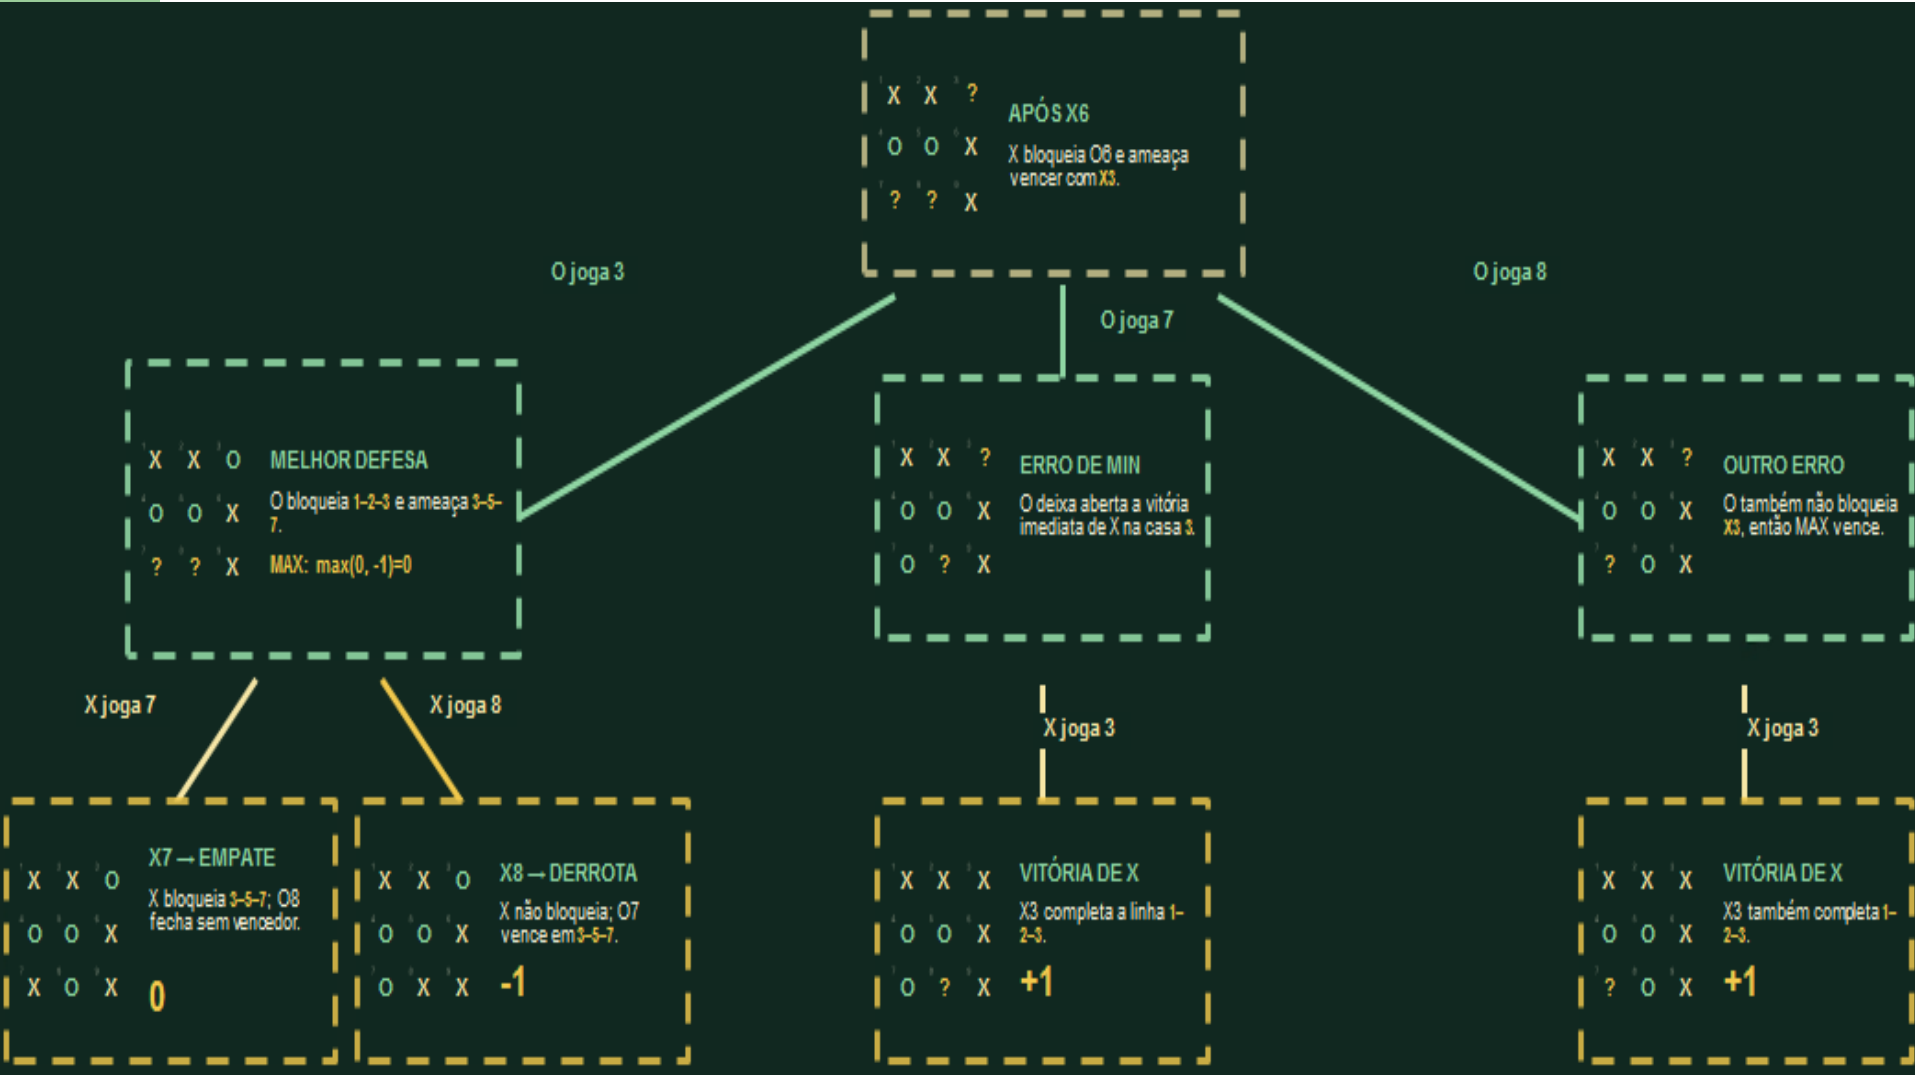 X X ?
APÓS X6
O O X
X bloqueia O6 e ameaça
vencer com X3.
? ? X
O joga 3
O joga 7
O joga 8
X X O
MELHOR DEFESA
O O X
O bloqueia 1–2–3 e ameaça 3–5–
7.
? ? X
MAX: max(0, -1)=0
X X ?
ERRO DE MIN
O O X
O deixa aberta a vitória
imediata de X na casa 3.
O ? X
X X ?
OUTRO ERRO
O O X
O também não bloqueia
X3, então MAX vence.
? O X
X joga 7
X joga 8
X joga 3
X joga 3
X7 → EMPATE
X X O
X bloqueia 3–5–7; O8
fecha sem vencedor.
O O X
X O X
0
X8 → DERROTA
X X O
X não bloqueia; O7
vence em 3–5–7.
O O X
O X X
-1
VITÓRIA DE X
X X X
X3 completa a linha 1–
2–3.
O O X
O ? X
+1
VITÓRIA DE X
X X X
X3 também completa 1–
2–3.
O O X
? O X
+1